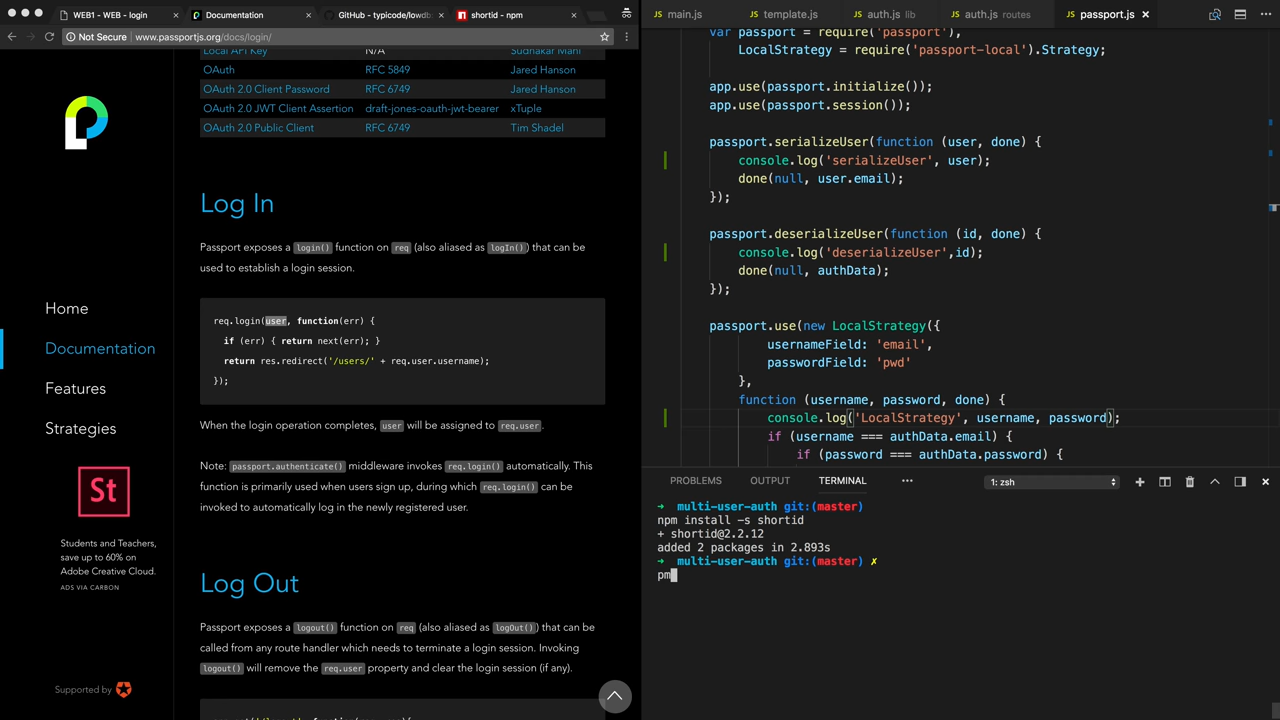 WEB1 - WEB - login
Documentation
GitHub - typicode/lowdb
shortid - npm
Not Secure
www.passportjs.org/docs/login/
Local API Key N/A Sudhakar Mani
OAuth RFC 5849 Jared Hanson
OAuth 2.0 Client Password RFC 6749 Jared Hanson
OAuth 2.0 JWT Client Assertion draft-jones-oauth-jwt-bearer xTuple
OAuth 2.0 Public Client RFC 6749 Tim Shadel
Home
Documentation
Features
Strategies
St
Students and Teachers,
save up to 60% on
Adobe Creative Cloud.
ADS VIA CARBON
Supported by
Log In
Passport exposes a login() function on req (also aliased as logIn()) that can be
used to establish a login session.
req.login(user, function(err) {
if (err) { return next(err); }
return res.redirect('/users/' + req.user.username);
});
When the login operation completes, user will be assigned to req.user.
Note: passport.authenticate() middleware invokes req.login() automatically. This
function is primarily used when users sign up, during which req.login() can be
invoked to automatically log in the newly registered user.
Log Out
Passport exposes a logout() function on req (also aliased as logOut()) that can be
called from any route handler which needs to terminate a login session. Invoking
logout() will remove the req.user property and clear the login session (if any).
main.js
template.js
auth.js lib
auth.js routes
passport.js
var passport = require('passport'),
LocalStrategy = require('passport-local').Strategy;
app.use(passport.initialize());
app.use(passport.session());
passport.serializeUser(function (user, done) {
console.log('serializeUser', user);
done(null, user.email);
});
passport.deserializeUser(function (id, done) {
console.log('deserializeUser',id);
done(null, authData);
});
passport.use(new LocalStrategy({
usernameField: 'email',
passwordField: 'pwd'
},
function (username, password, done) {
console.log('LocalStrategy', username, password);
if (username === authData.email) {
if (password === authData.password) {
PROBLEMS
OUTPUT
TERMINAL
1: zsh
➜ multi-user-auth git:(master)
npm install -s shortid
+ shortid@2.2.12
added 2 packages in 2.893s
➜ multi-user-auth git:(master) ✗
pm